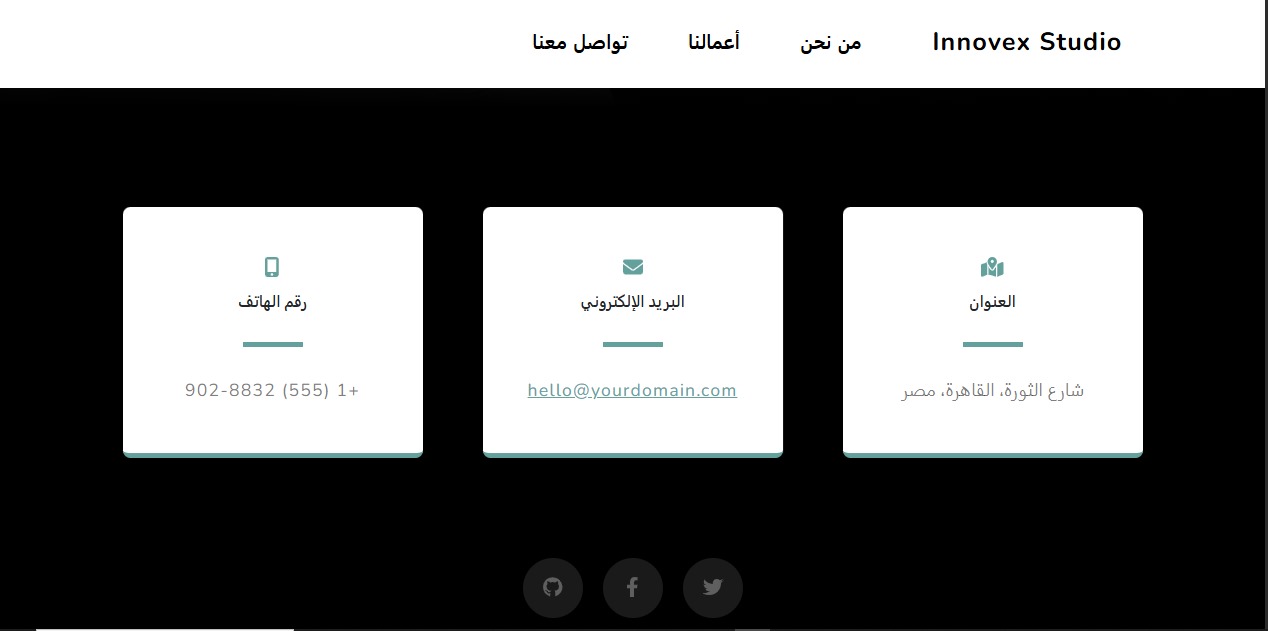 Innovex Studio
من نحن
أعمالنا
تواصل معنا
العنوان
شارع الثورة، القاهرة، مصر
البريد الإلكتروني
hello@yourdomain.com
رقم الهاتف
902-8832 (555) 1+